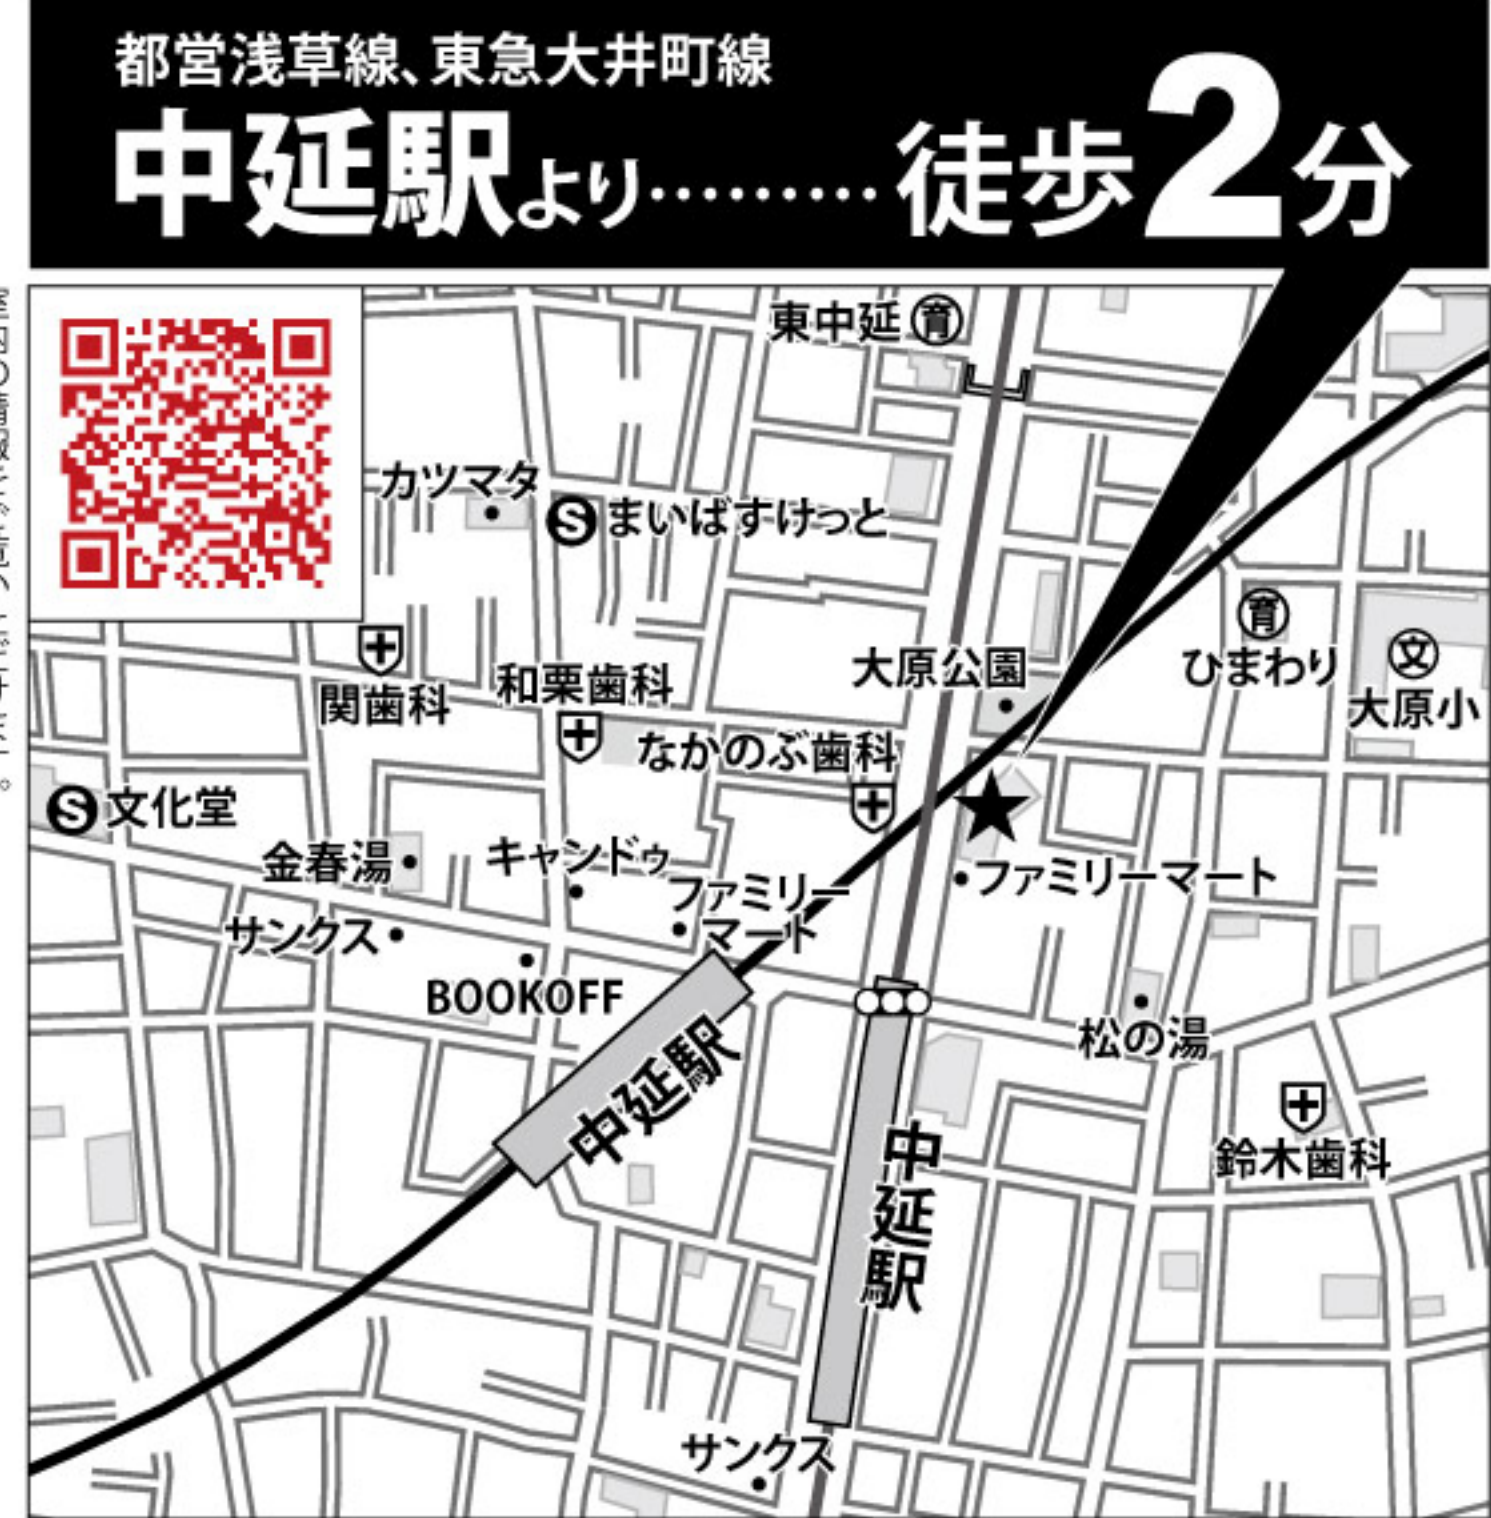 都営浅草線、東急大井町線
中延駅より………徒歩2分
東中延 育
カツマタ
S まいばすけっと
関歯科
和栗歯科
大原公園
育
ひまわり
文
大原小
なかのぶ歯科
S 文化堂
金春湯
キャンドゥ
ファミリー
マート
ファミリーマート
サンクス
BOOKOFF
松の湯
中延駅
中延駅
鈴木歯科
サンクス